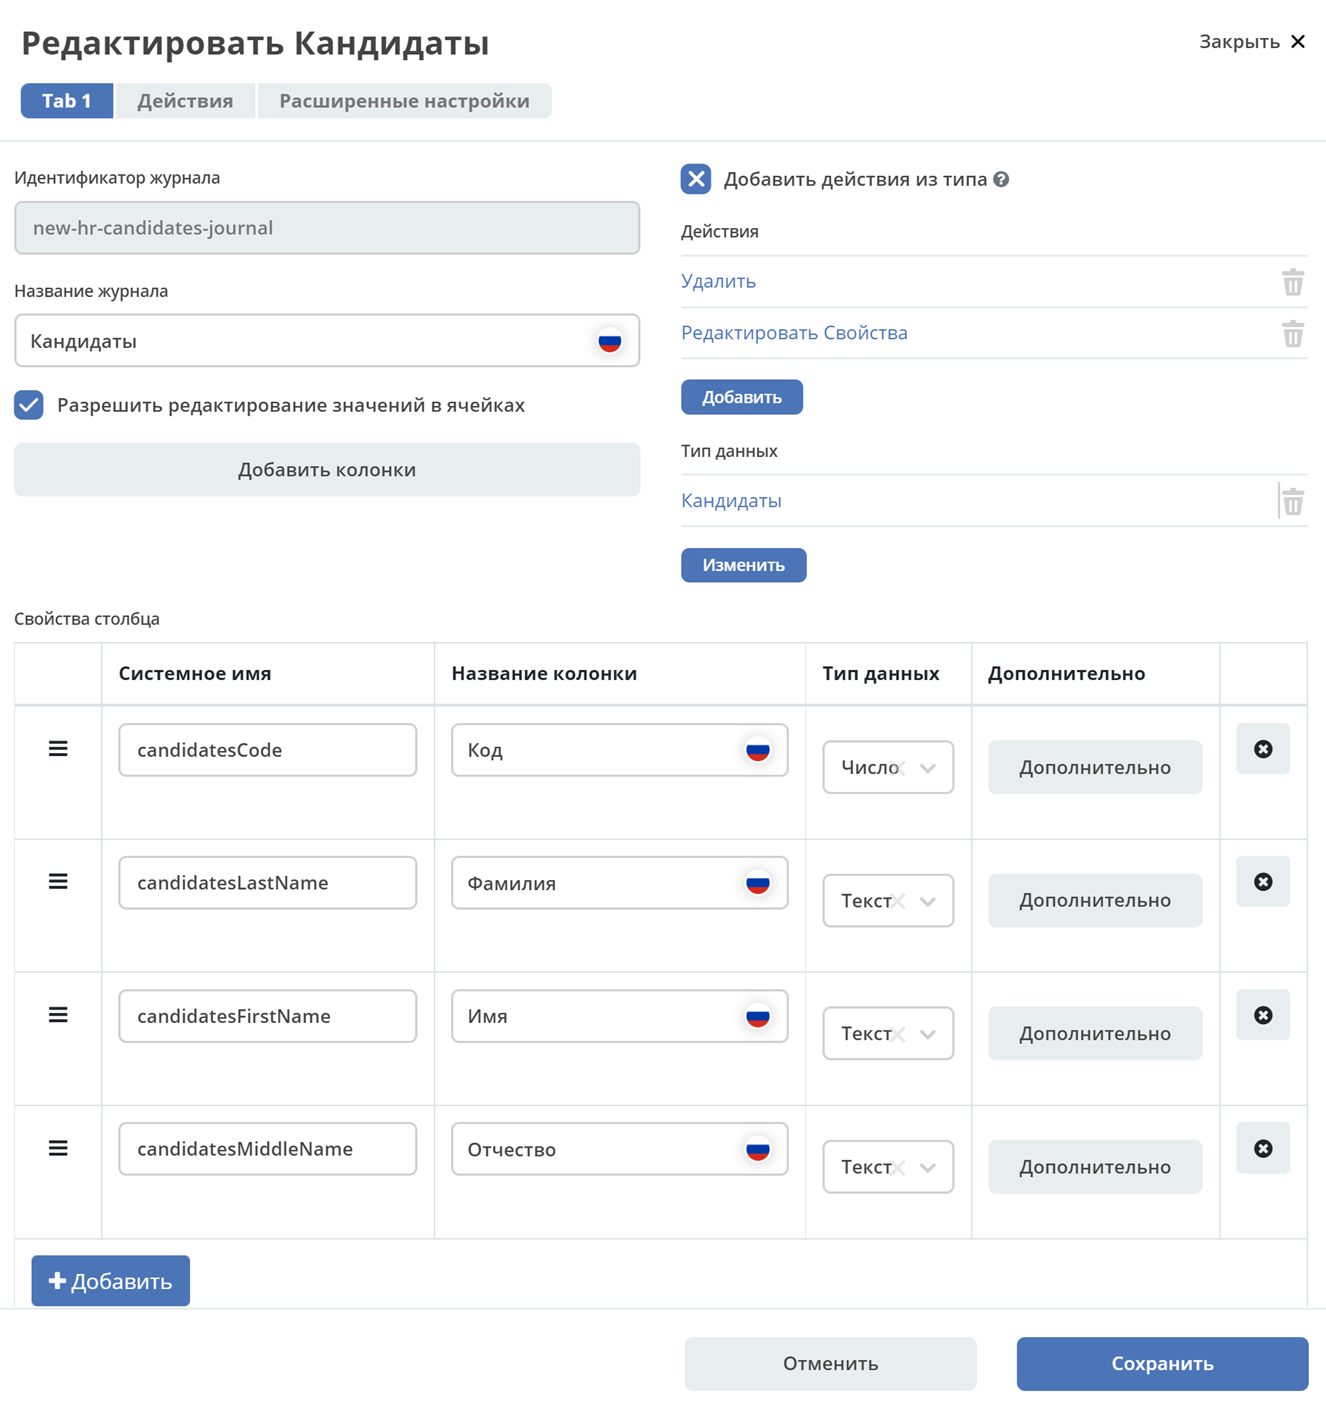 Редактировать Кандидаты
Закрыть
Tab 1
Действия
Расширенные настройки
Идентификатор журнала
new-hr-candidates-journal
Название журнала
Кандидаты
Разрешить редактирование значений в ячейках
Добавить колонки
Добавить действия из типа
Действия
Удалить
Редактировать Свойства
Добавить
Тип данных
Кандидаты
Изменить
Свойства столбца
Системное имя
Название колонки
Тип данных
Дополнительно
candidatesCode
Код
Число
Дополнительно
candidatesLastName
Фамилия
Текст
Дополнительно
candidatesFirstName
Имя
Текст
Дополнительно
candidatesMiddleName
Отчество
Текст
Дополнительно
Добавить
Отменить
Сохранить